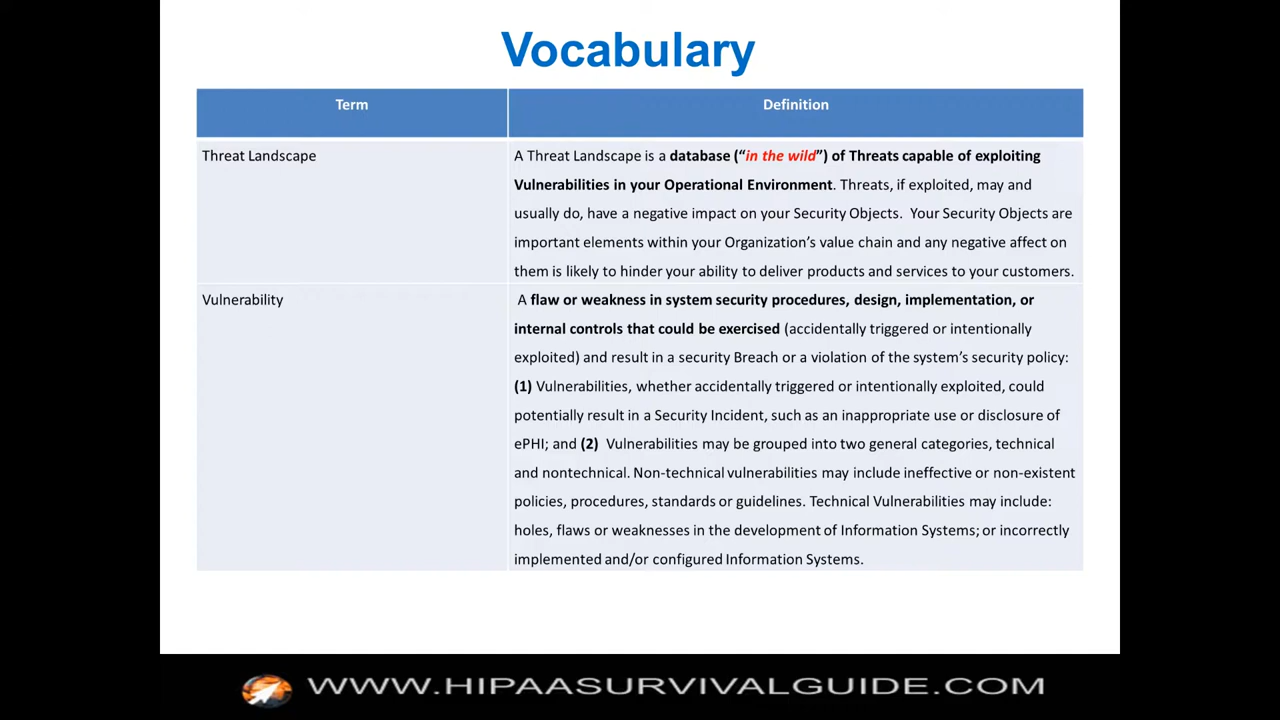 Vocabulary
Term
Definition
Threat Landscape
A Threat Landscape is a database (“in the wild”) of Threats capable of exploiting
Vulnerabilities in your Operational Environment. Threats, if exploited, may and
usually do, have a negative impact on your Security Objects. Your Security Objects are
important elements within your Organization’s value chain and any negative affect on
them is likely to hinder your ability to deliver products and services to your customers.
Vulnerability
A flaw or weakness in system security procedures, design, implementation, or
internal controls that could be exercised (accidentally triggered or intentionally
exploited) and result in a security Breach or a violation of the system’s security policy:
(1) Vulnerabilities, whether accidentally triggered or intentionally exploited, could
potentially result in a Security Incident, such as an inappropriate use or disclosure of
ePHI; and (2) Vulnerabilities may be grouped into two general categories, technical
and nontechnical. Non-technical vulnerabilities may include ineffective or non-existent
policies, procedures, standards or guidelines. Technical Vulnerabilities may include:
holes, flaws or weaknesses in the development of Information Systems; or incorrectly
implemented and/or configured Information Systems.
WWW.HIPAASURVIVALGUIDE.COM